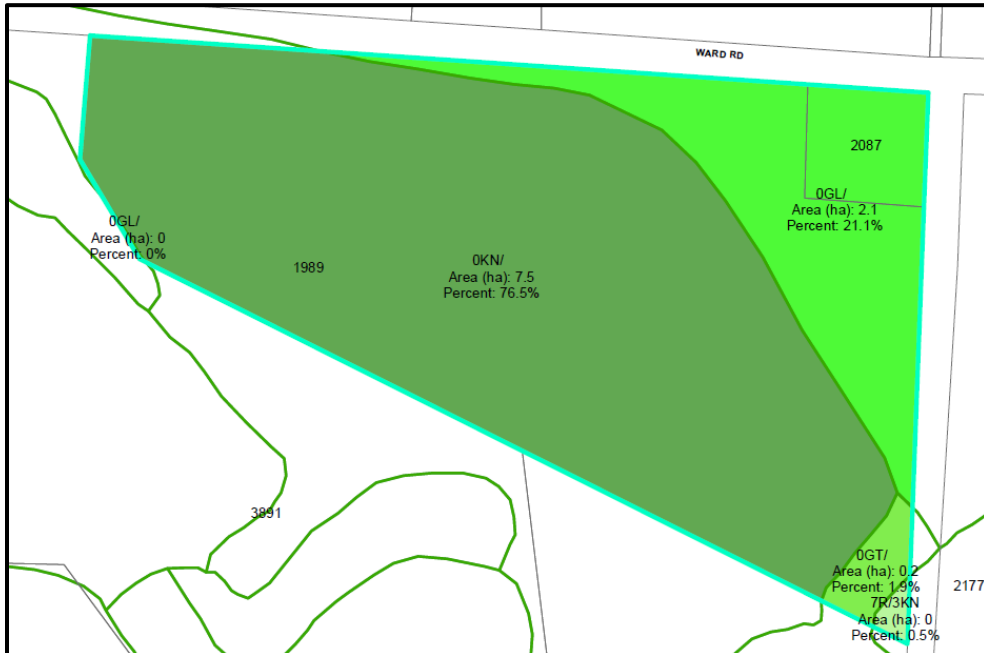 WARD RD
2087
0GL/
Area (ha): 2.1
Percent: 21.1%
0GL/
Area (ha): 0
Percent: 0%
1989
0KN/
Area (ha): 7.5
Percent: 76.5%
3891
0GT/
Area (ha): 0.2
Percent: 1.9%
7R/3KN
Area (ha): 0
Percent: 0.5%
2177